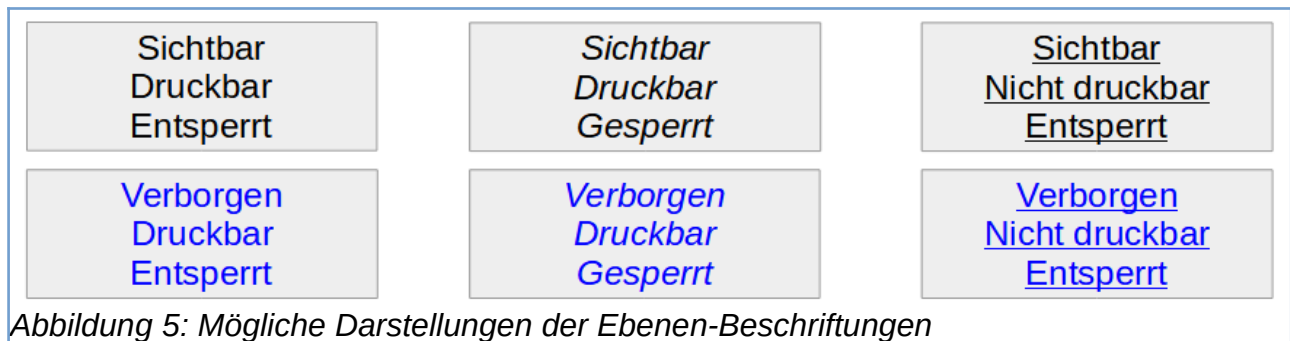 Sichtbar
Druckbar
Entsperrt
Sichtbar
Druckbar
Gesperrt
Sichtbar
Nicht druckbar
Entsperrt
Verborgen
Druckbar
Entsperrt
Verborgen
Druckbar
Gesperrt
Verborgen
Nicht druckbar
Entsperrt
Abbildung 5: Mögliche Darstellungen der Ebenen-Beschriftungen